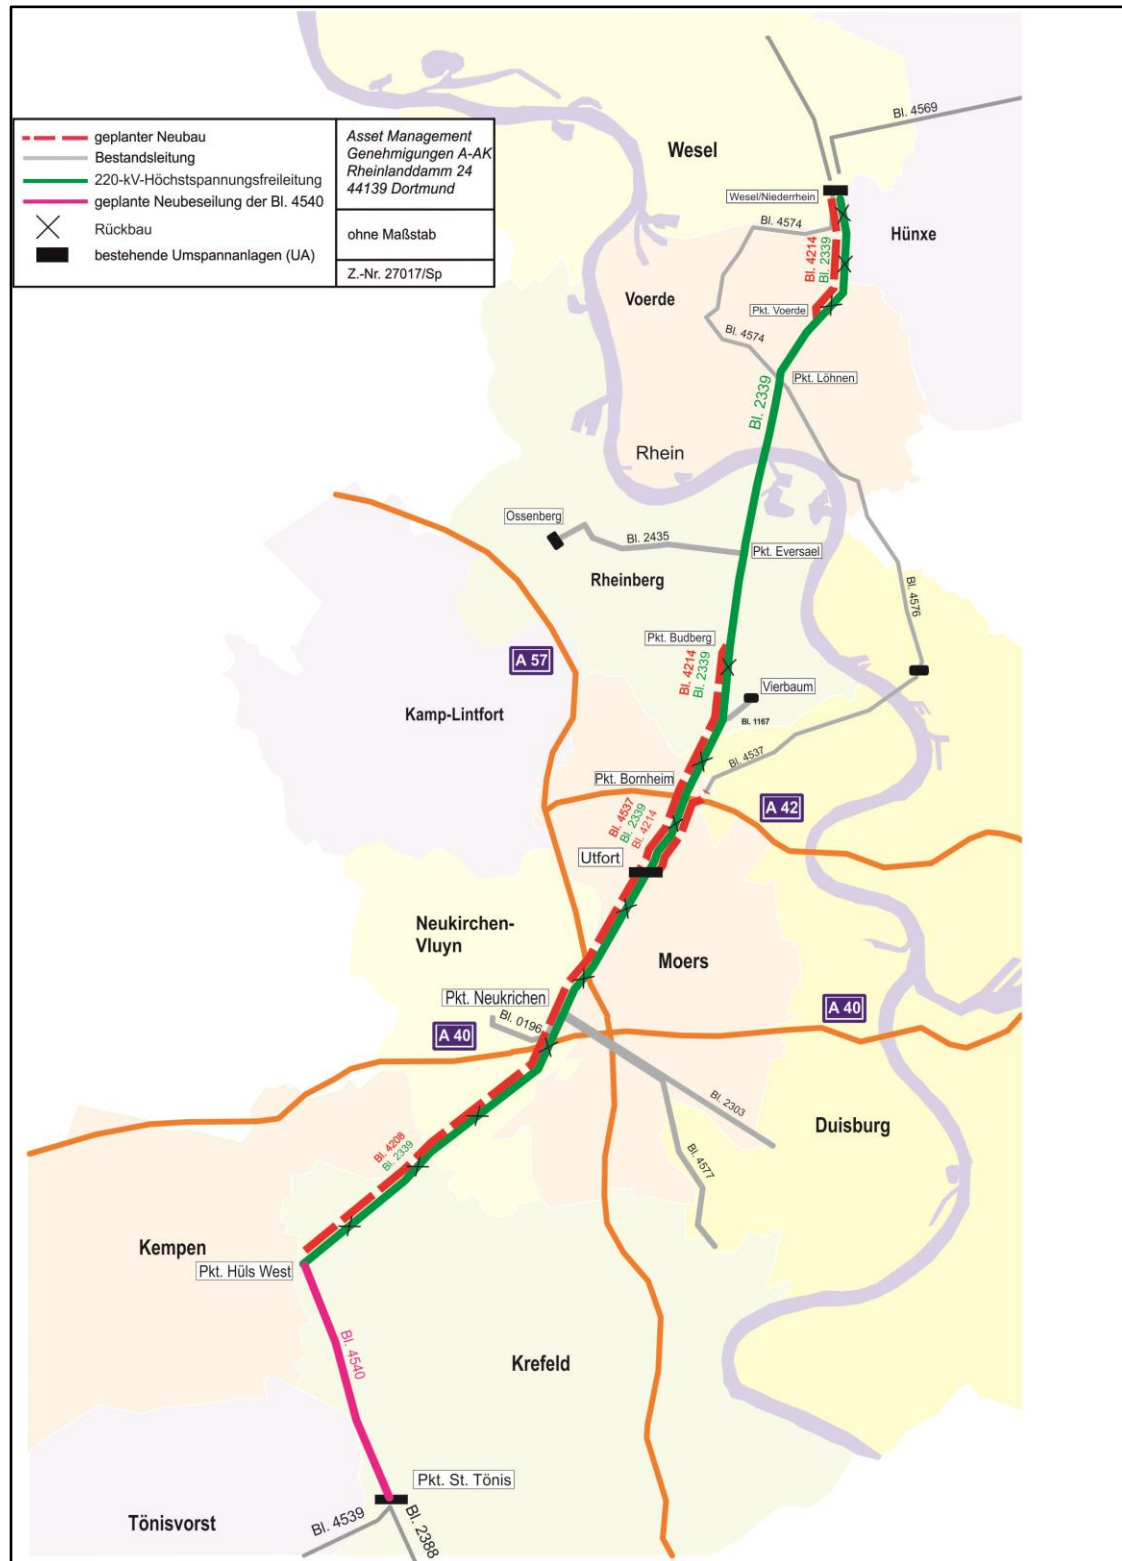 geplanter Neubau
Bestandsleitung
220-kV-Höchstspannungsfreileitung
geplante Neubeseilung der Bl. 4540
Rückbau
bestehende Umspannanlagen (UA)
Asset Management
Genehmigungen A-AK
Rheinlanddamm 24
44139 Dortmund
ohne Maßstab
Z.-Nr. 27017/Sp
Bl. 4569
Wesel
Wesel/Niederrhein
Bl. 4574
Hünxe
Bl. 4214
Bl. 2339
Voerde
Pkt. Voerde
Bl. 4574
Pkt. Löhnen
Bl. 2339
Rhein
Ossenberg
Bl. 2435
Pkt. Eversael
Rheinberg
Bl. 4576
Pkt. Budberg
A 57
Bl. 4214
Bl. 2339
Vierbaum
Kamp-Lintfort
Bl. 1167
Bl. 4537
Pkt. Bornheim
A 42
Bl. 4537
Bl. 2339
Bl. 4214
Utfort
Neukirchen-
Vluyn
Moers
Pkt. Neukrichen
A 40
Bl. 0196
A 40
Bl. 2303
Duisburg
Bl. 4208
Bl. 2339
Bl. 4577
Kempen
Pkt. Hüls West
Bl. 4540
Krefeld
Pkt. St. Tönis
Tönisvorst
Bl. 4539
Bl. 2388